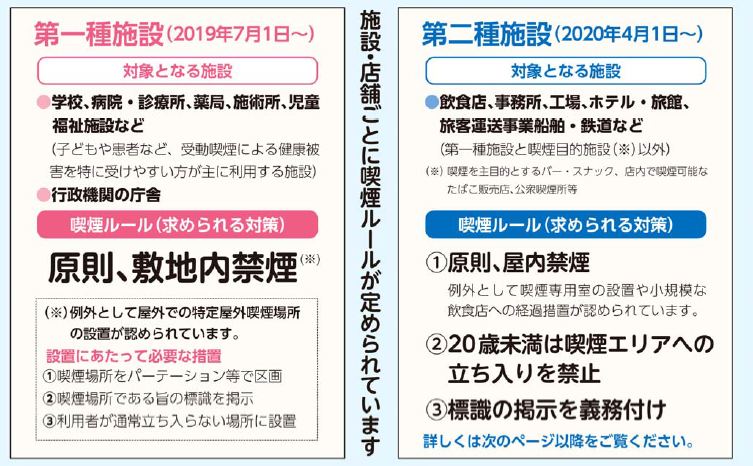 第一種施設(2019年7月1日～)
対象となる施設
●学校、病院・診療所、薬局、施術所、児童
福祉施設など
(子どもや患者など、受動喫煙による健康被
害を特に受けやすい方が主に利用する施設)
●行政機関の庁舎
喫煙ルール(求められる対策)
原則、敷地内禁煙(※)
(※)例外として屋外での特定屋外喫煙場所
の設置が認められています。
設置にあたって必要な措置
①喫煙場所をパーテーション等で区画
②喫煙場所である旨の標識を掲示
③利用者が通常立ち入らない場所に設置
施設・店舗ごとに喫煙ルールが定められています
第二種施設(2020年4月1日～)
対象となる施設
●飲食店、事務所、工場、ホテル・旅館、
旅客運送事業船舶・鉄道など
(第一種施設と喫煙目的施設(※)以外)
(※)喫煙を主目的とするバー・スナック、店内で喫煙可能な
たばこ販売店、公衆喫煙所等
喫煙ルール(求められる対策)
①原則、屋内禁煙
例外として喫煙専用室の設置や小規模な
飲食店への経過措置が認められています。
②20歳未満は喫煙エリアへの
立ち入りを禁止
③標識の掲示を義務付け
詳しくは次のページ以降をご覧ください。